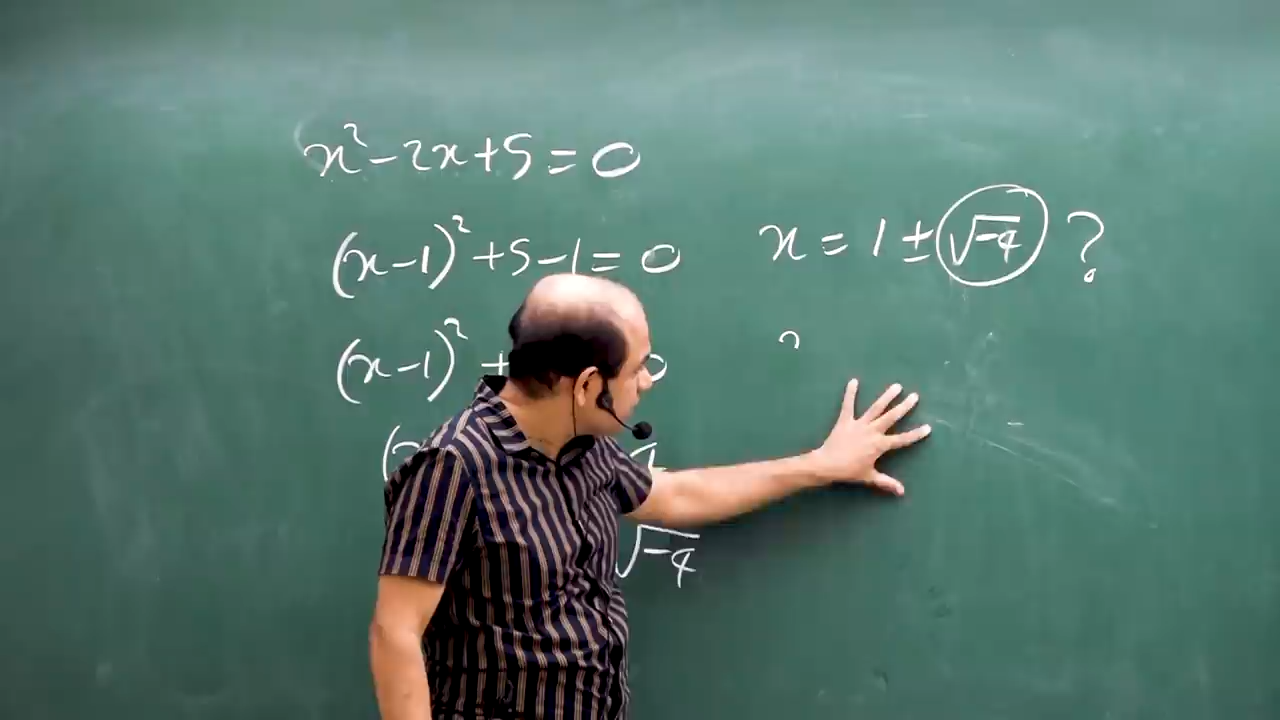 x² - 2x + 5 = 0
(x-1)² + 5 - 1 = 0
(x-1)² +
√-4
x = 1 ± √-4 ?